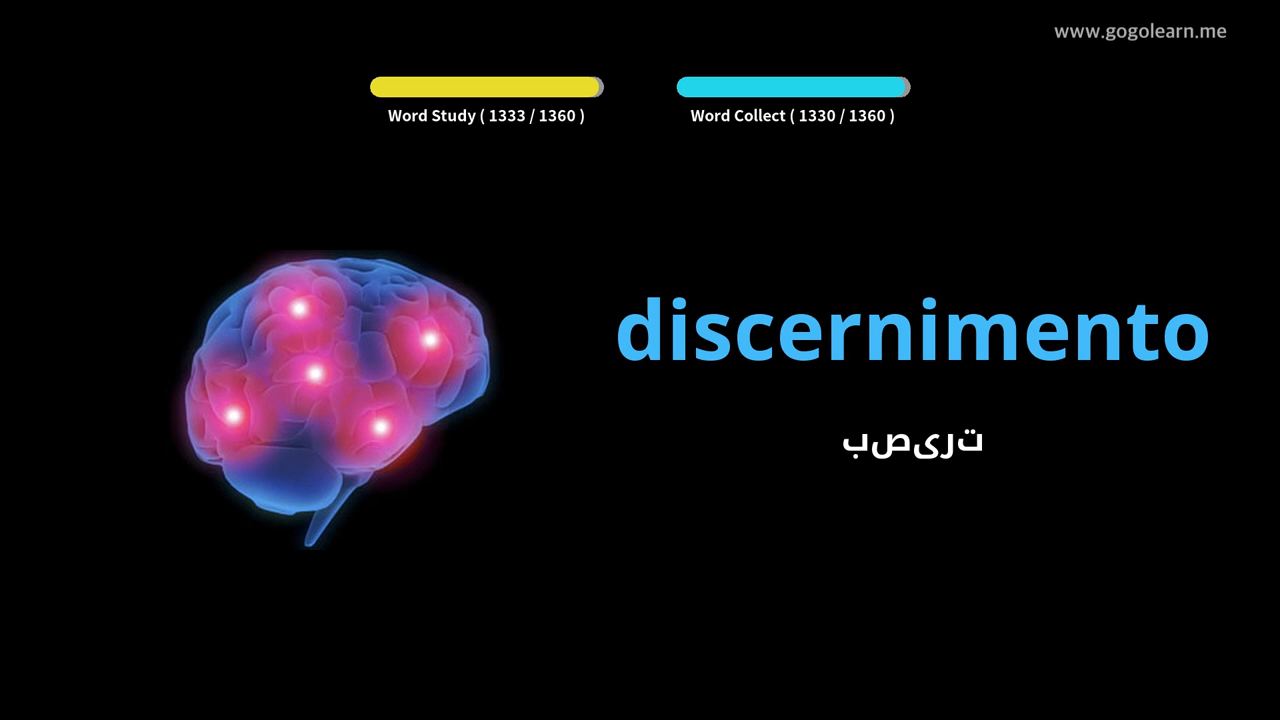 www.gogolearn.me
Word Study ( 1333 / 1360 )
Word Collect ( 1330 / 1360 )
discernimento
بصیرت